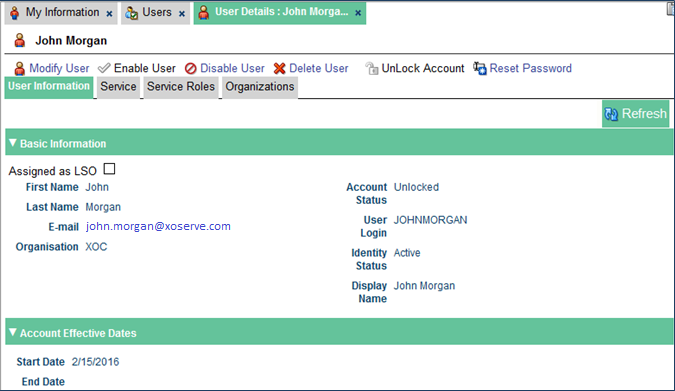 My Information x Users x User Details : John Morga... x
John Morgan
Modify User Enable User Disable User Delete User UnLock Account Reset Password
User Information Service Service Roles Organizations
Refresh
Basic Information
Assigned as LSO
First Name John
Last Name Morgan
E-mail john.morgan@xoserve.com
Organisation XOC
Account Status Unlocked
User Login JOHNMORGAN
Identity Status Active
Display Name John Morgan
Account Effective Dates
Start Date 2/15/2016
End Date